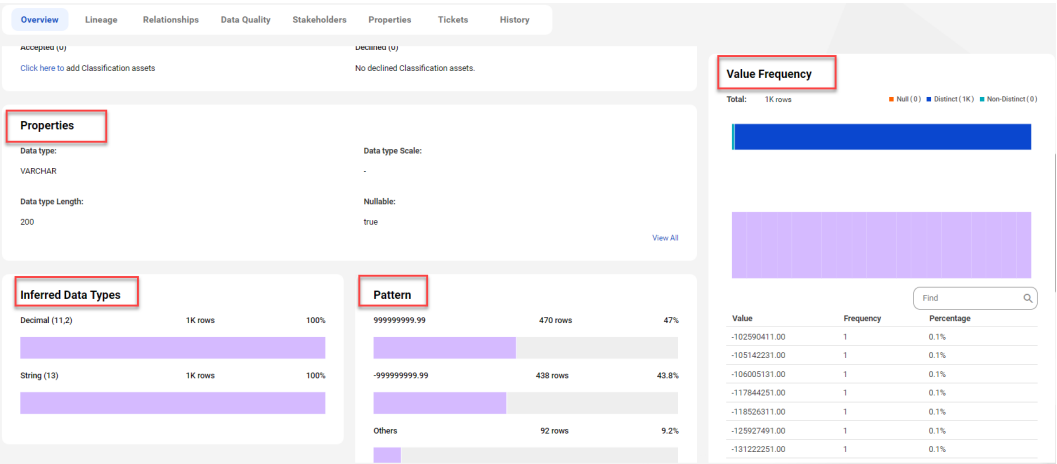 Overview Lineage Relationships Data Quality Stakeholders Properties Tickets History
Accepted (0) Declined (0)
Click here to add Classification assets No declined Classification assets.
Properties
Data type: Data type Scale:
VARCHAR -
Data type Length: Nullable:
200 true
View All
Inferred Data Types
Decimal (11,2) 1K rows 100%
String (13) 1K rows 100%
Pattern
999999999.99 470 rows 47%
-999999999.99 438 rows 43.8%
Others 92 rows 9.2%
Value Frequency
Total: 1K rows Null ( 0 ) Distinct ( 1K ) Non-Distinct ( 0 )
Find
Value Frequency Percentage
-102590411.00 1 0.1%
-105142231.00 1 0.1%
-106005131.00 1 0.1%
-117844251.00 1 0.1%
-118526311.00 1 0.1%
-125927491.00 1 0.1%
-131222251.00 1 0.1%